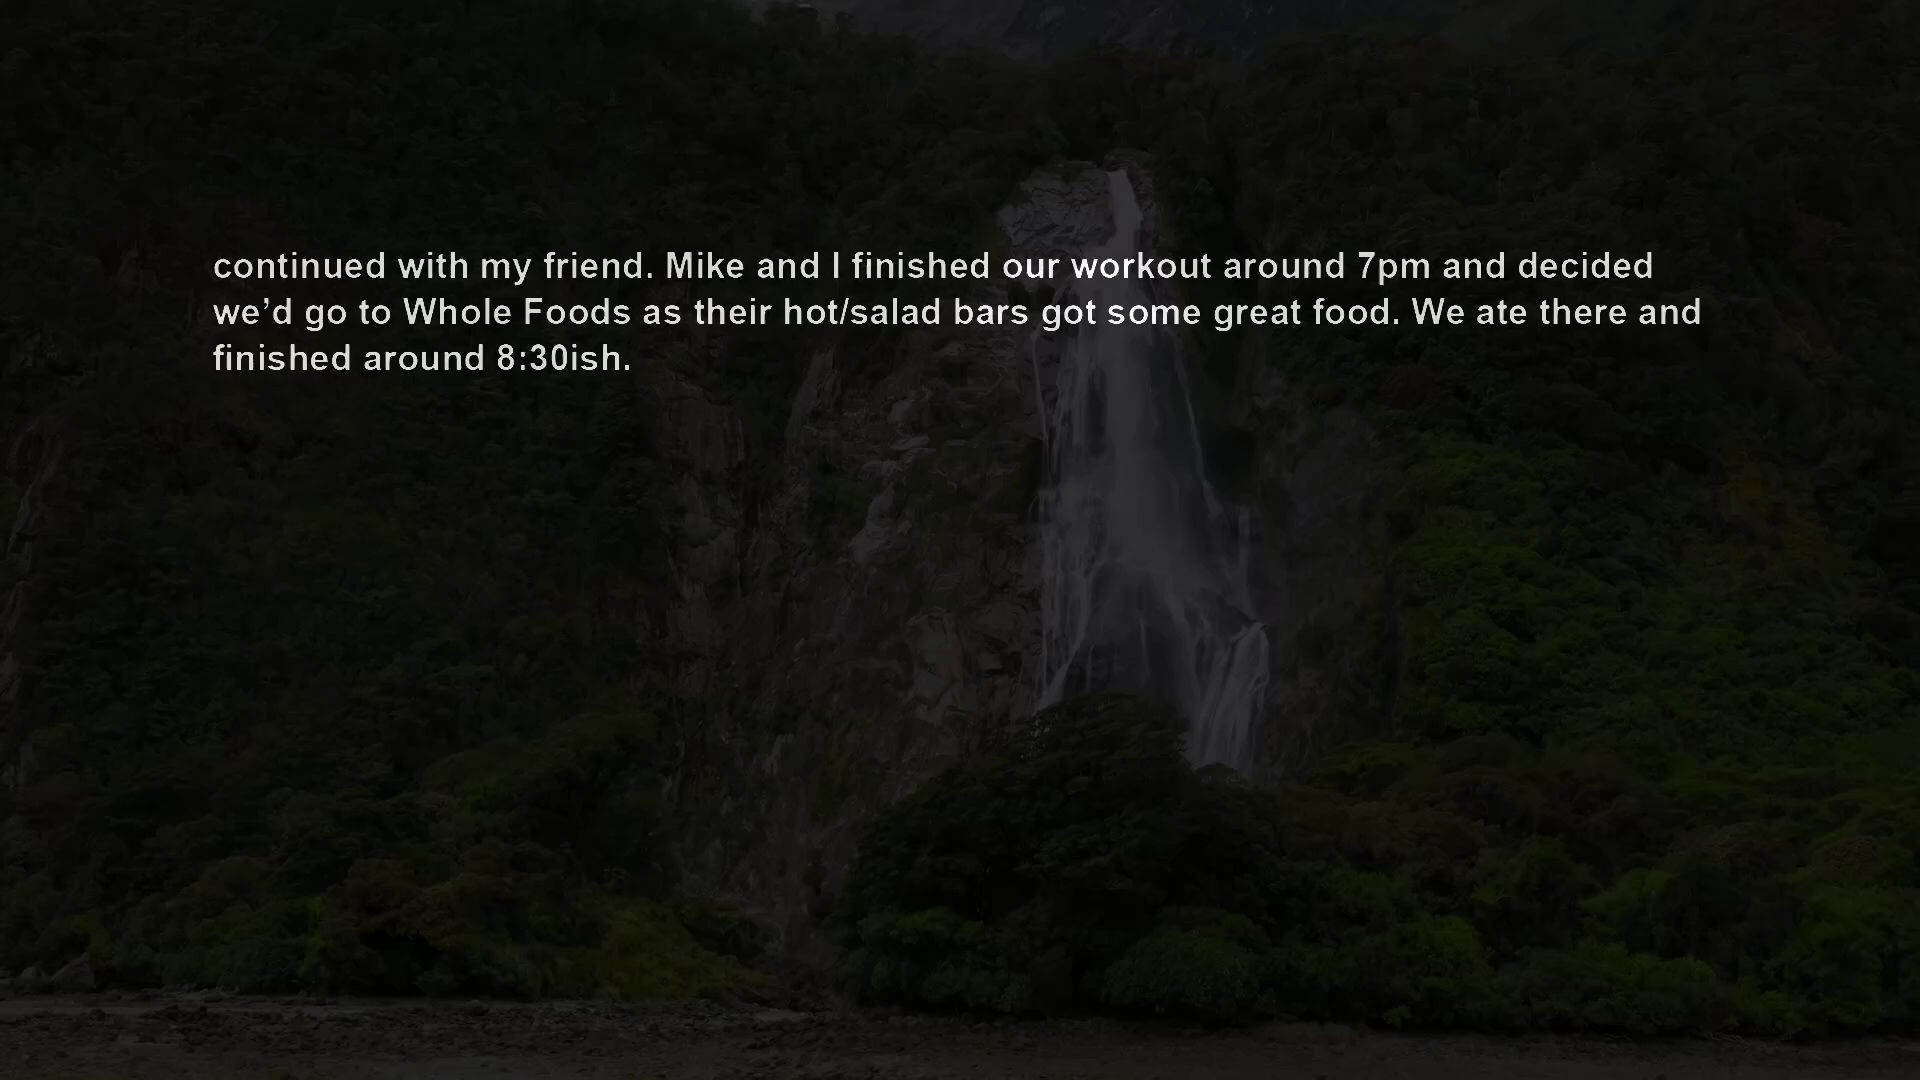 continued with my friend. Mike and I finished our workout around 7pm and decided
we’d go to Whole Foods as their hot/salad bars got some great food. We ate there and
finished around 8:30ish.